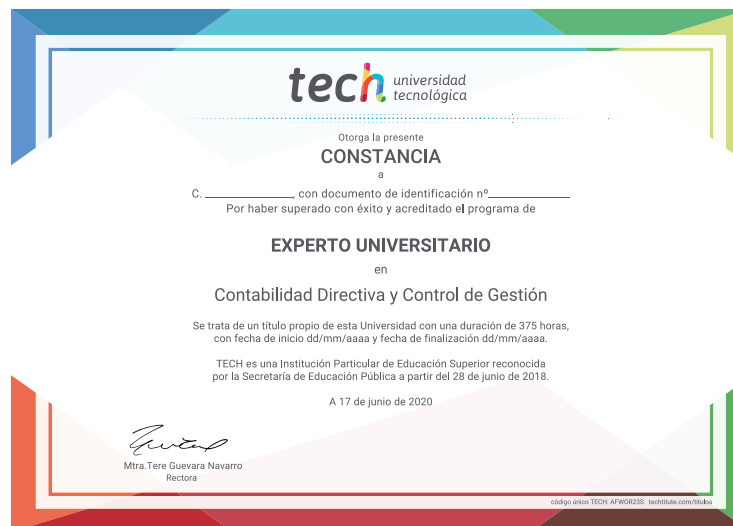 tech universidad
tecnológica
Otorga la presente
CONSTANCIA
a
C. ______________, con documento de identificación nº______________
Por haber superado con éxito y acreditado el programa de
EXPERTO UNIVERSITARIO
en
Contabilidad Directiva y Control de Gestión
Se trata de un título propio de esta Universidad con una duración de 375 horas,
con fecha de inicio dd/mm/aaaa y fecha de finalización dd/mm/aaaa.
TECH es una Institución Particular de Educación Superior reconocida
por la Secretaría de Educación Pública a partir del 28 de junio de 2018.
A 17 de junio de 2020
Mtra.Tere Guevara Navarro
Rectora
código único TECH: AFWOR23S techtitute.com/titulos